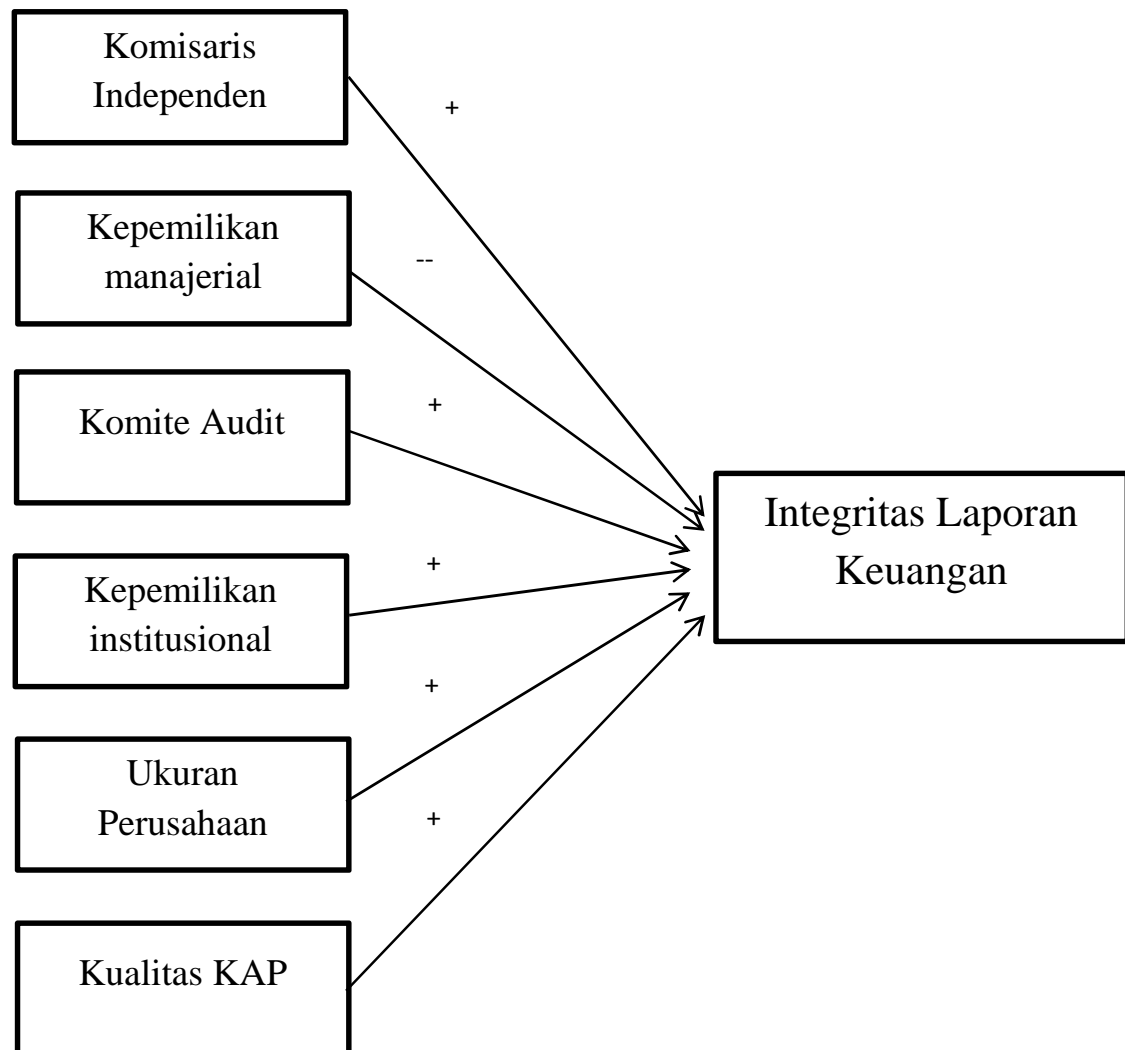 Komisaris
Independen
+
Kepemilikan
manajerial
--
Komite Audit
+
Kepemilikan
institusional
+
Ukuran
Perusahaan
+
Kualitas KAP
+
Integritas Laporan
Keuangan